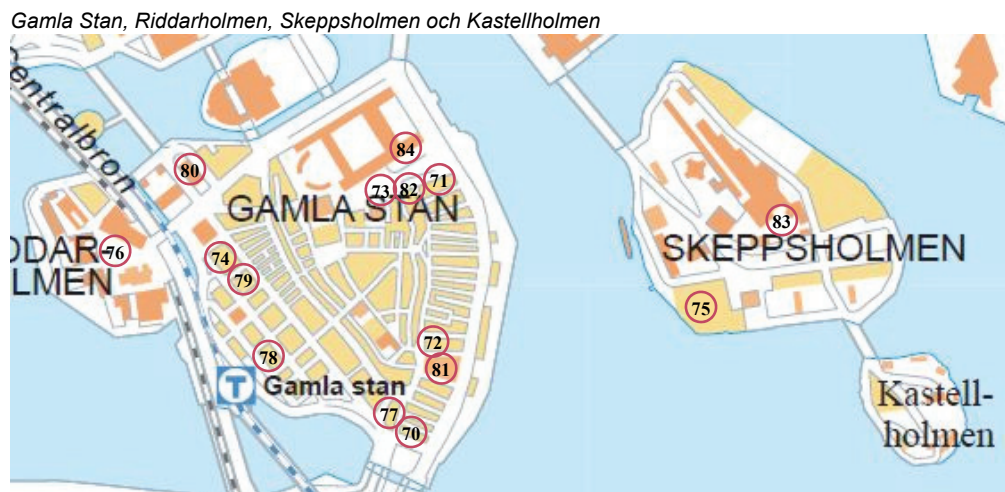 Gamla Stan, Riddarholmen, Skeppsholmen och Kastellholmen
Centralbron
84
80
71
73
82
GAMLA STAN
83
DDAR-
76
LMEN
74
79
SKEPPSHOLMEN
75
72
78
81
T
Gamla stan
77
70
Kastell-
holmen